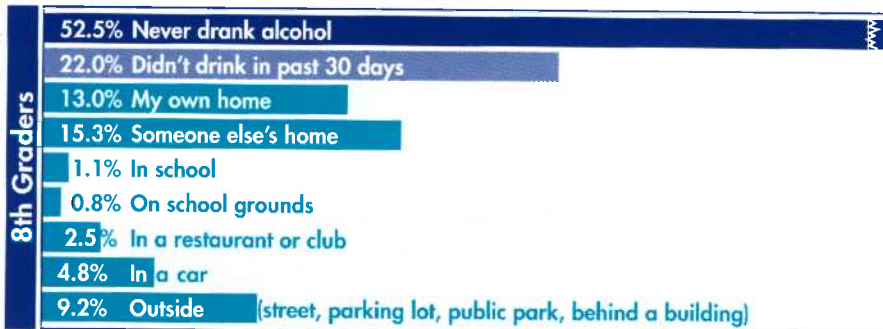 8th Graders
52.5% Never drank alcohol
22.0% Didn't drink in past 30 days
13.0% My own home
15.3% Someone else's home
1.1% In school
0.8% On school grounds
2.5% In a restaurant or club
4.8% In a car
9.2% Outside (street, parking lot, public park, behind a building)